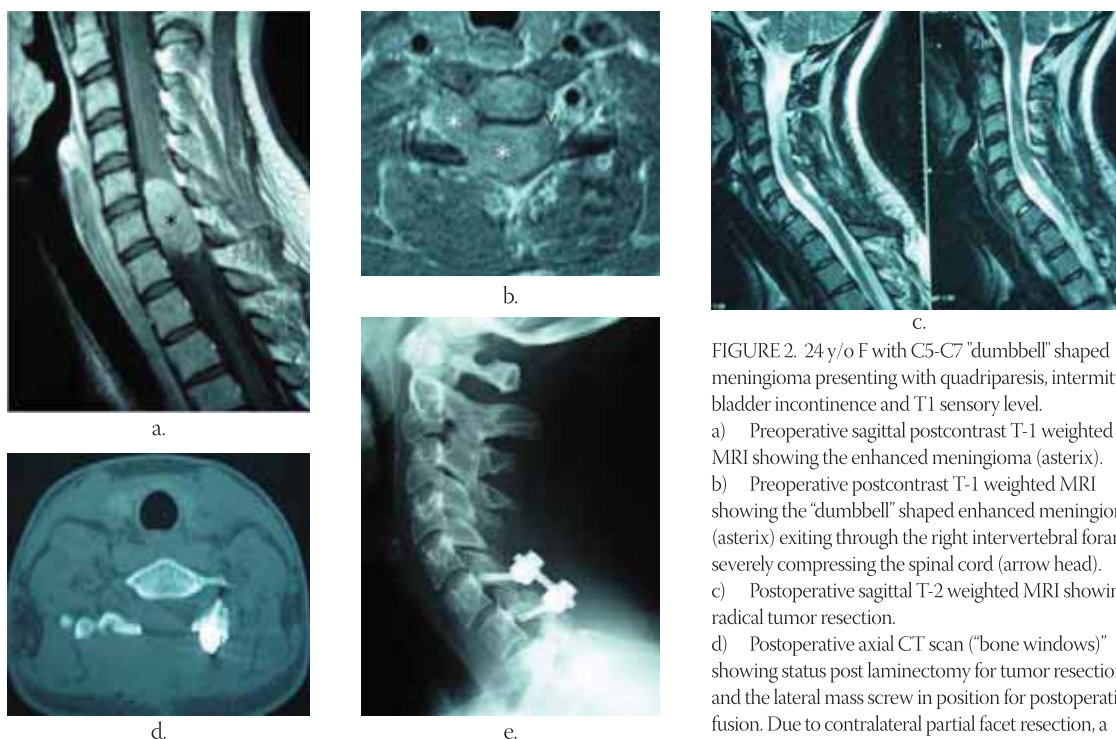 a.
b.
c.
d.
e.
FIGURE 2. 24 y/o F with C5-C7 "dumbbell" shaped
meningioma presenting with quadriparesis, intermit
bladder incontinence and T1 sensory level.
a) Preoperative sagittal postcontrast T-1 weighted
MRI showing the enhanced meningioma (asterix).
b) Preoperative postcontrast T-1 weighted MRI
showing the “dumbbell” shaped enhanced meningion
(asterix) exiting through the right intervertebral foran
severely compressing the spinal cord (arrow head).
c) Postoperative sagittal T-2 weighted MRI showin
radical tumor resection.
d) Postoperative axial CT scan (“bone windows)”
showing status post laminectomy for tumor resection
and the lateral mass screw in position for postoperati
fusion. Due to contralateral partial facet resection, a